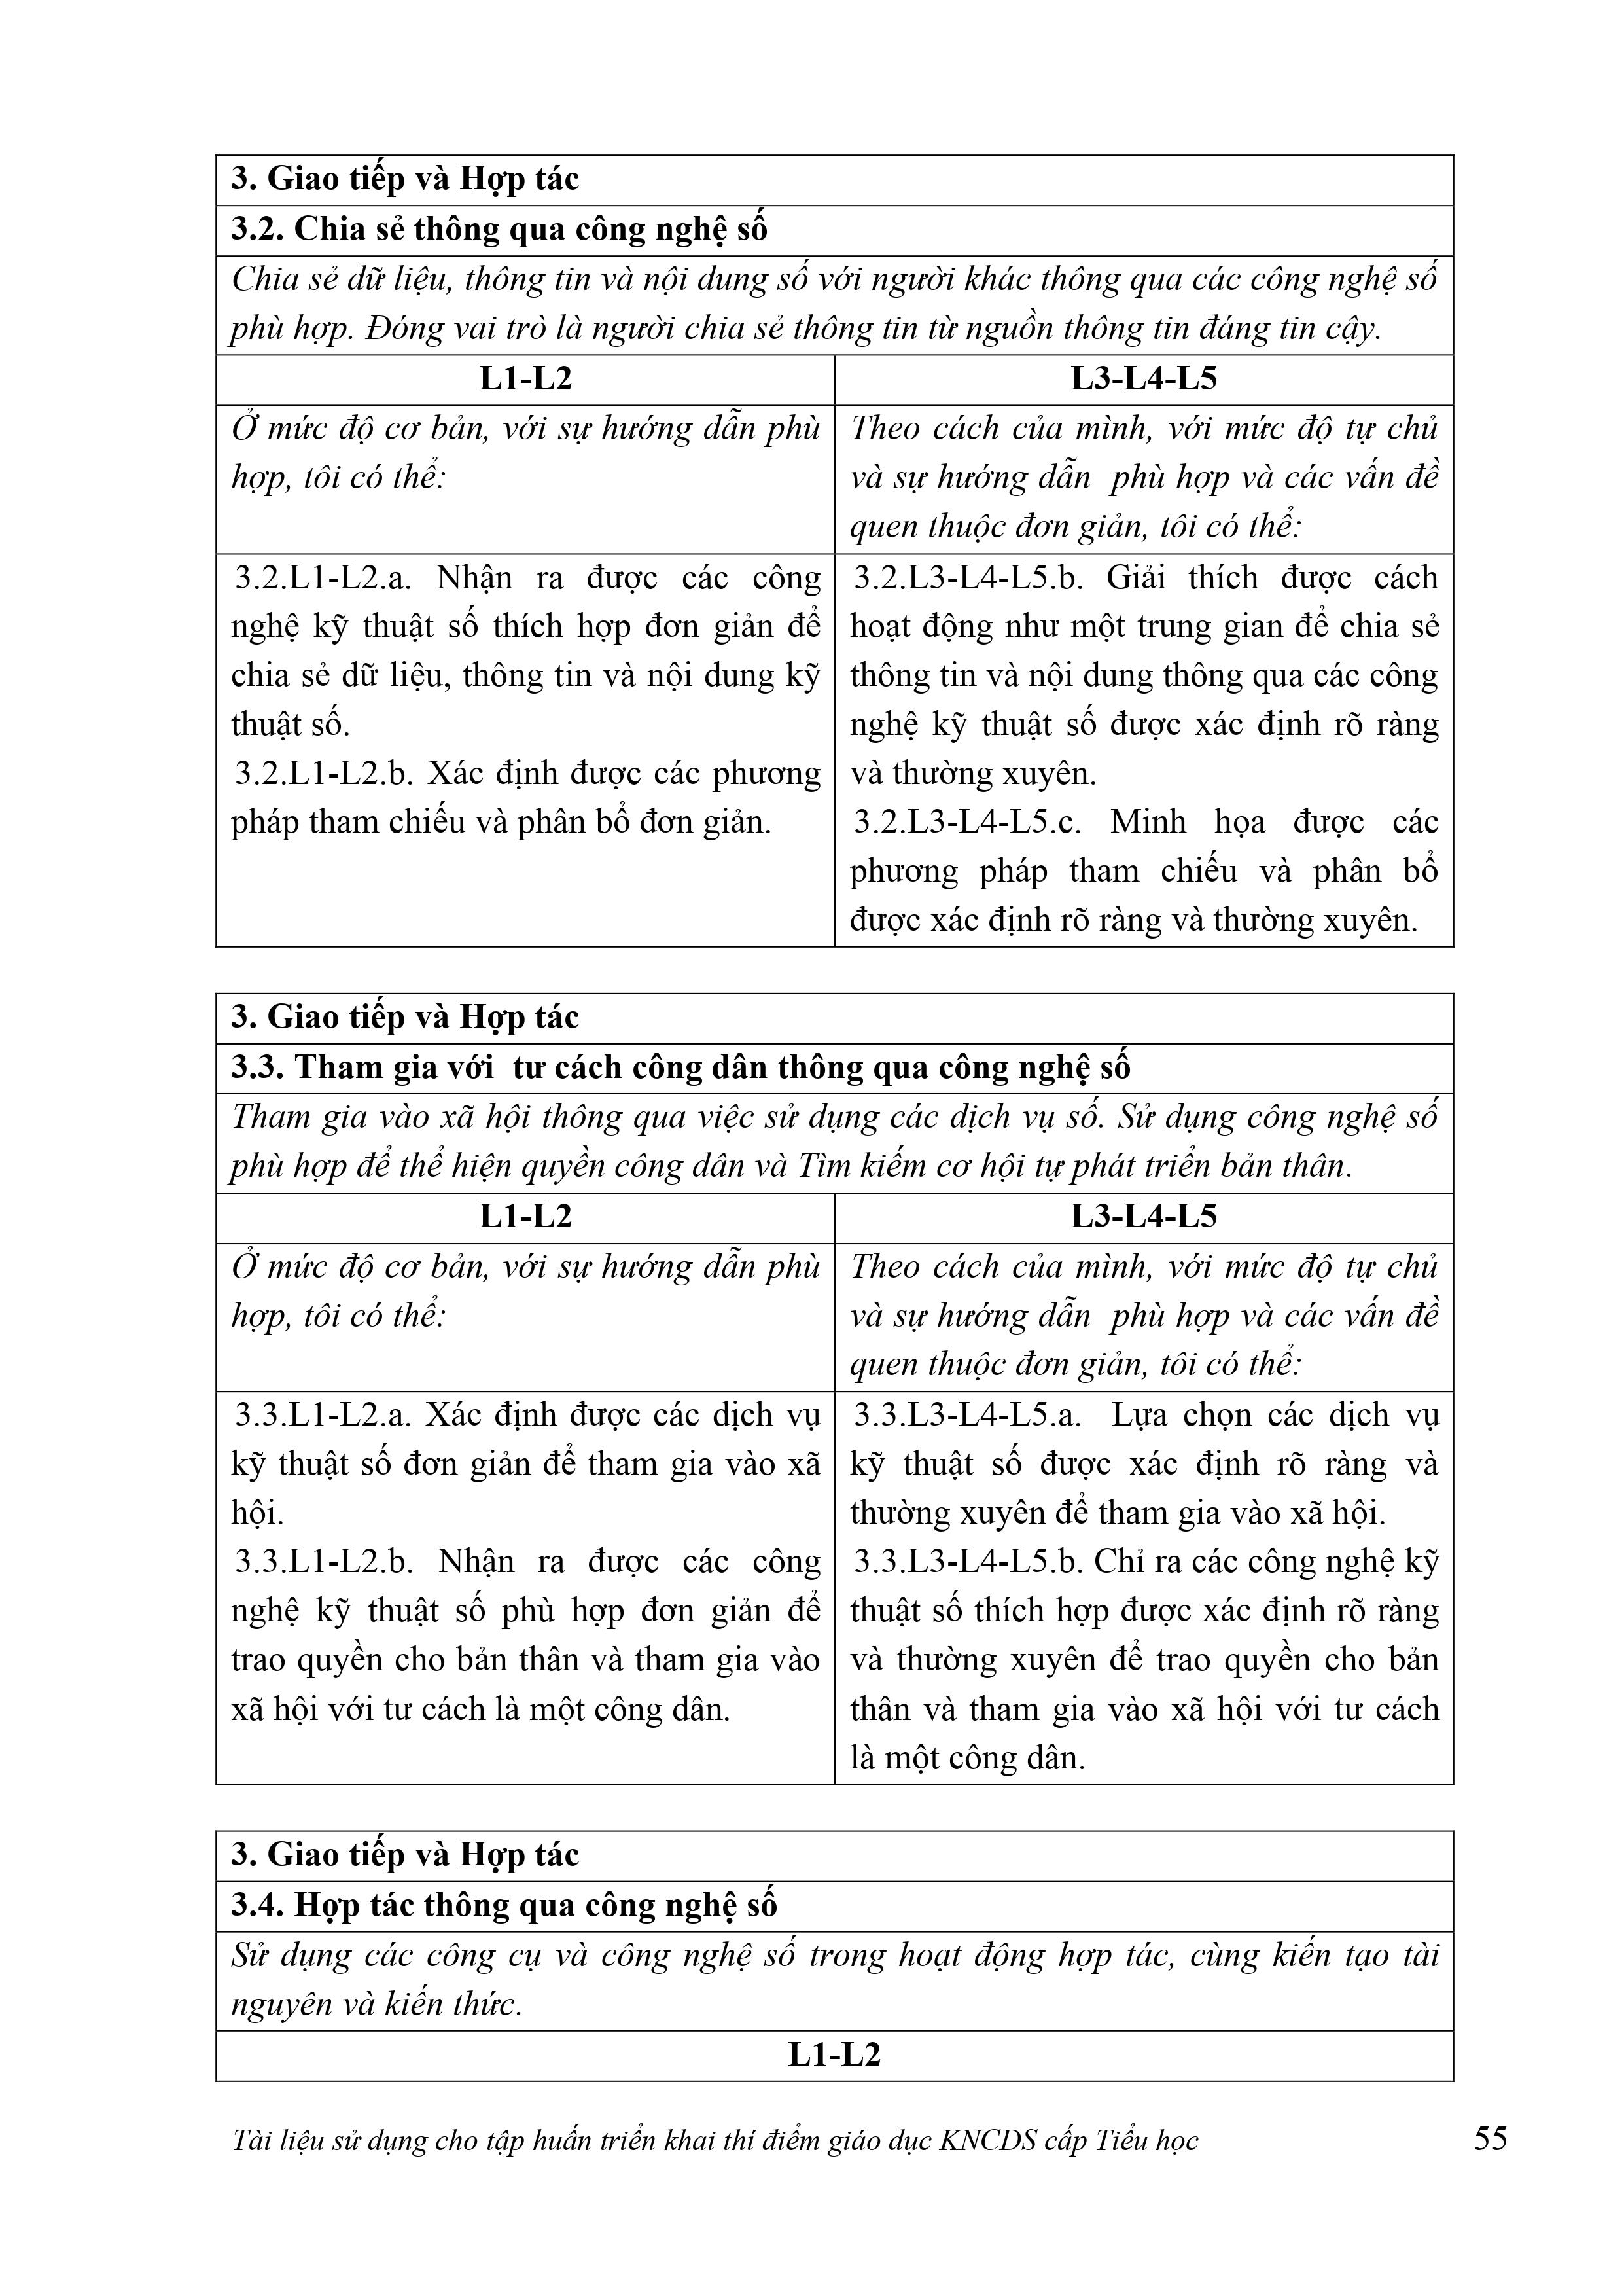 3. Giao tiếp và Hợp tác
3.2. Chia sẻ thông qua công nghệ số
Chia sẻ dữ liệu, thông tin và nội dung số với người khác thông qua các công nghệ số
phù hợp. Đóng vai trò là người chia sẻ thông tin từ nguồn thông tin đáng tin cậy.
L1-L2
L3-L4-L5
Ở mức độ cơ bản, với sự hướng dẫn phù
hợp, tôi có thể:
Theo cách của mình, với mức độ tự chủ
và sự hướng dẫn phù hợp và các vấn đề
quen thuộc đơn giản, tôi có thể:
3.2.L1-L2.a. Nhận ra được các công
nghệ kỹ thuật số thích hợp đơn giản để
chia sẻ dữ liệu, thông tin và nội dung kỹ
thuật số.
3.2.L1-L2.b. Xác định được các phương
pháp tham chiếu và phân bổ đơn giản.
3.2.L3-L4-L5.b. Giải thích được cách
hoạt động như một trung gian để chia sẻ
thông tin và nội dung thông qua các công
nghệ kỹ thuật số được xác định rõ ràng
và thường xuyên.
3.2.L3-L4-L5.c. Minh họa được các
phương pháp tham chiếu và phân bổ
được xác định rõ ràng và thường xuyên.
3. Giao tiếp và Hợp tác
3.3. Tham gia với tư cách công dân thông qua công nghệ số
Tham gia vào xã hội thông qua việc sử dụng các dịch vụ số. Sử dụng công nghệ số
phù hợp để thể hiện quyền công dân và Tìm kiếm cơ hội tự phát triển bản thân.
L1-L2
L3-L4-L5
Ở mức độ cơ bản, với sự hướng dẫn phù
hợp, tôi có thể:
Theo cách của mình, với mức độ tự chủ
và sự hướng dẫn phù hợp và các vấn đề
quen thuộc đơn giản, tôi có thể:
3.3.L1-L2.a. Xác định được các dịch vụ
kỹ thuật số đơn giản để tham gia vào xã
hội.
3.3.L1-L2.b. Nhận ra được các công
nghệ kỹ thuật số phù hợp đơn giản để
trao quyền cho bản thân và tham gia vào
xã hội với tư cách là một công dân.
3.3.L3-L4-L5.a. Lựa chọn các dịch vụ
kỹ thuật số được xác định rõ ràng và
thường xuyên để tham gia vào xã hội.
3.3.L3-L4-L5.b. Chỉ ra các công nghệ kỹ
thuật số thích hợp được xác định rõ ràng
và thường xuyên để trao quyền cho bản
thân và tham gia vào xã hội với tư cách
là một công dân.
3. Giao tiếp và Hợp tác
3.4. Hợp tác thông qua công nghệ số
Sử dụng các công cụ và công nghệ số trong hoạt động hợp tác, cùng kiến tạo tài
nguyên và kiến thức.
L1-L2
Tài liệu sử dụng cho tập huấn triển khai thí điểm giáo dục KNCDS cấp Tiểu học
55